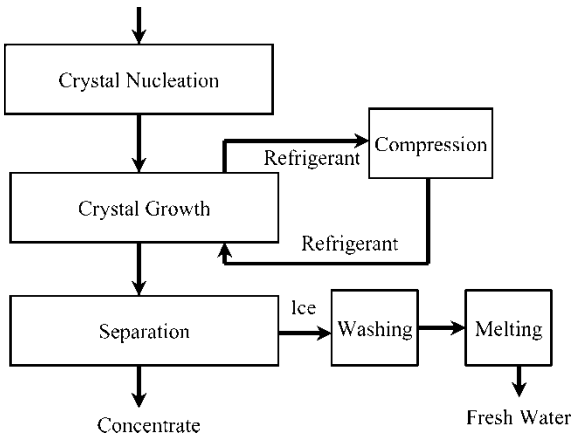 Crystal Nucleation
Refrigerant
Compression
Crystal Growth
Refrigerant
Ice
Separation
Washing
Melting
Concentrate
Fresh Water